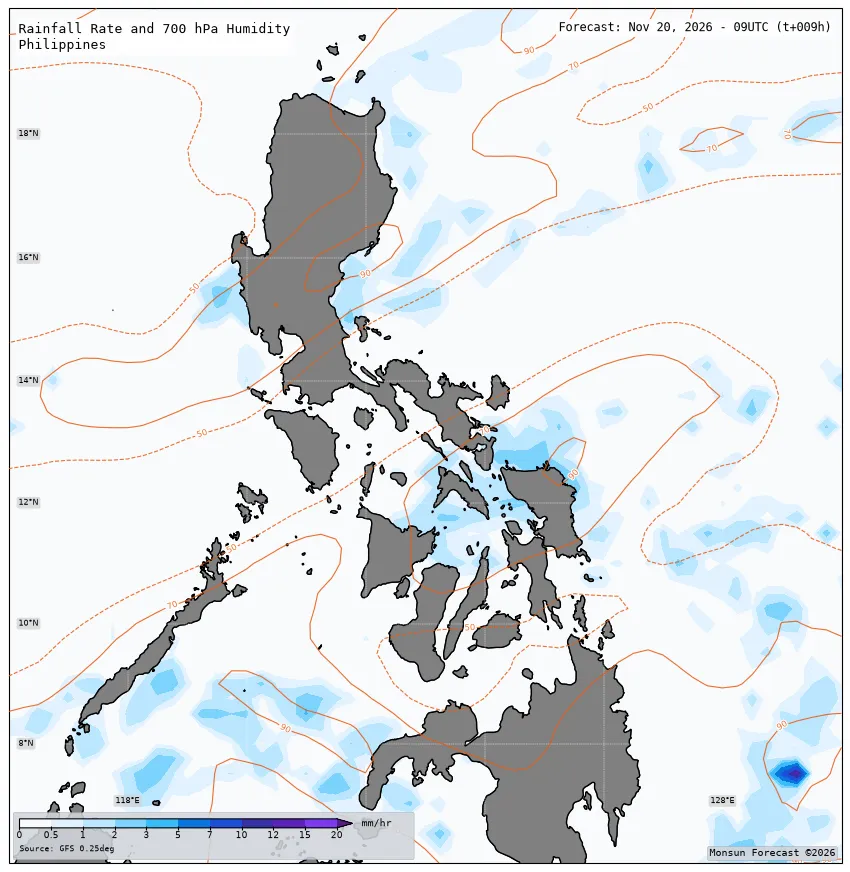 Rainfall Rate and 700 hPa Humidity
Philippines
Forecast: Nov 20, 2026 - 09UTC (t+009h)
90
70
50
70
70
18°N
16°N
90
50
14°N
50
70
90
12°N
50
70
10°N
50
90
90
8°N
118°E
128°E
0 0.5 1 2 3 5 7 10 12 15 20 mm/hr
Source: GFS 0.25deg
Monsun Forecast ©2026
90